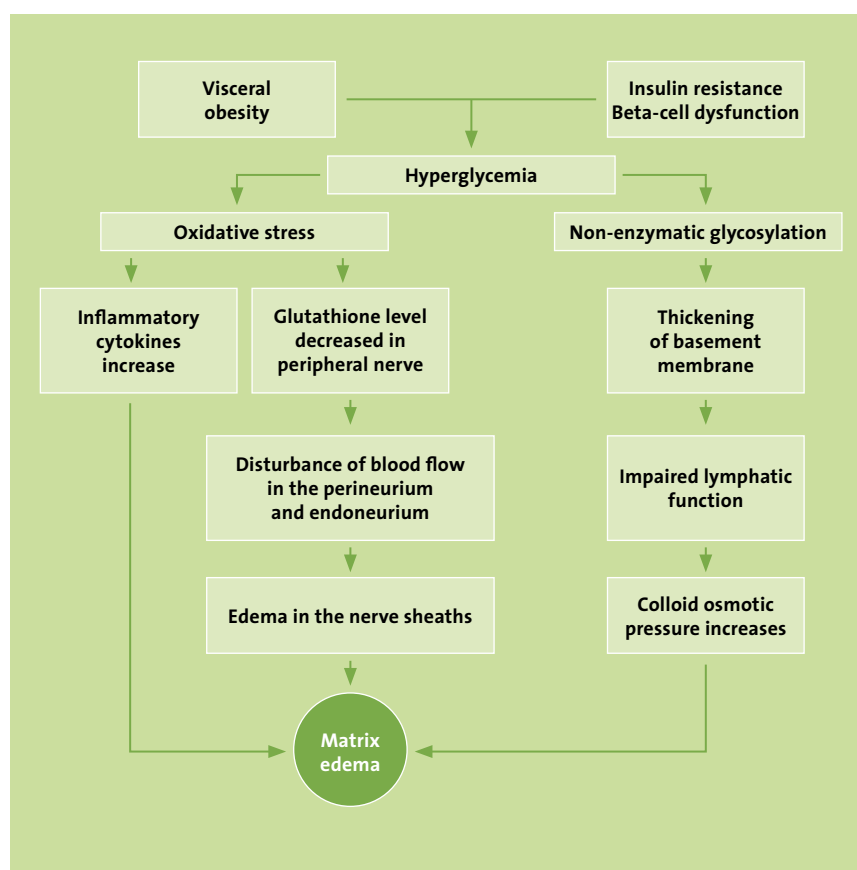 Visceral
obesity
Insulin resistance
Beta-cell dysfunction
Hyperglycemia
Oxidative stress
Non-enzymatic glycosylation
Inflammatory
cytokines
increase
Glutathione level
decreased in
peripheral nerve
Thickening
of basement
membrane
Disturbance of blood flow
in the perineurium
and endoneurium
Impaired lymphatic
function
Edema in the nerve sheaths
Colloid osmotic
pressure increases
Matrix
edema